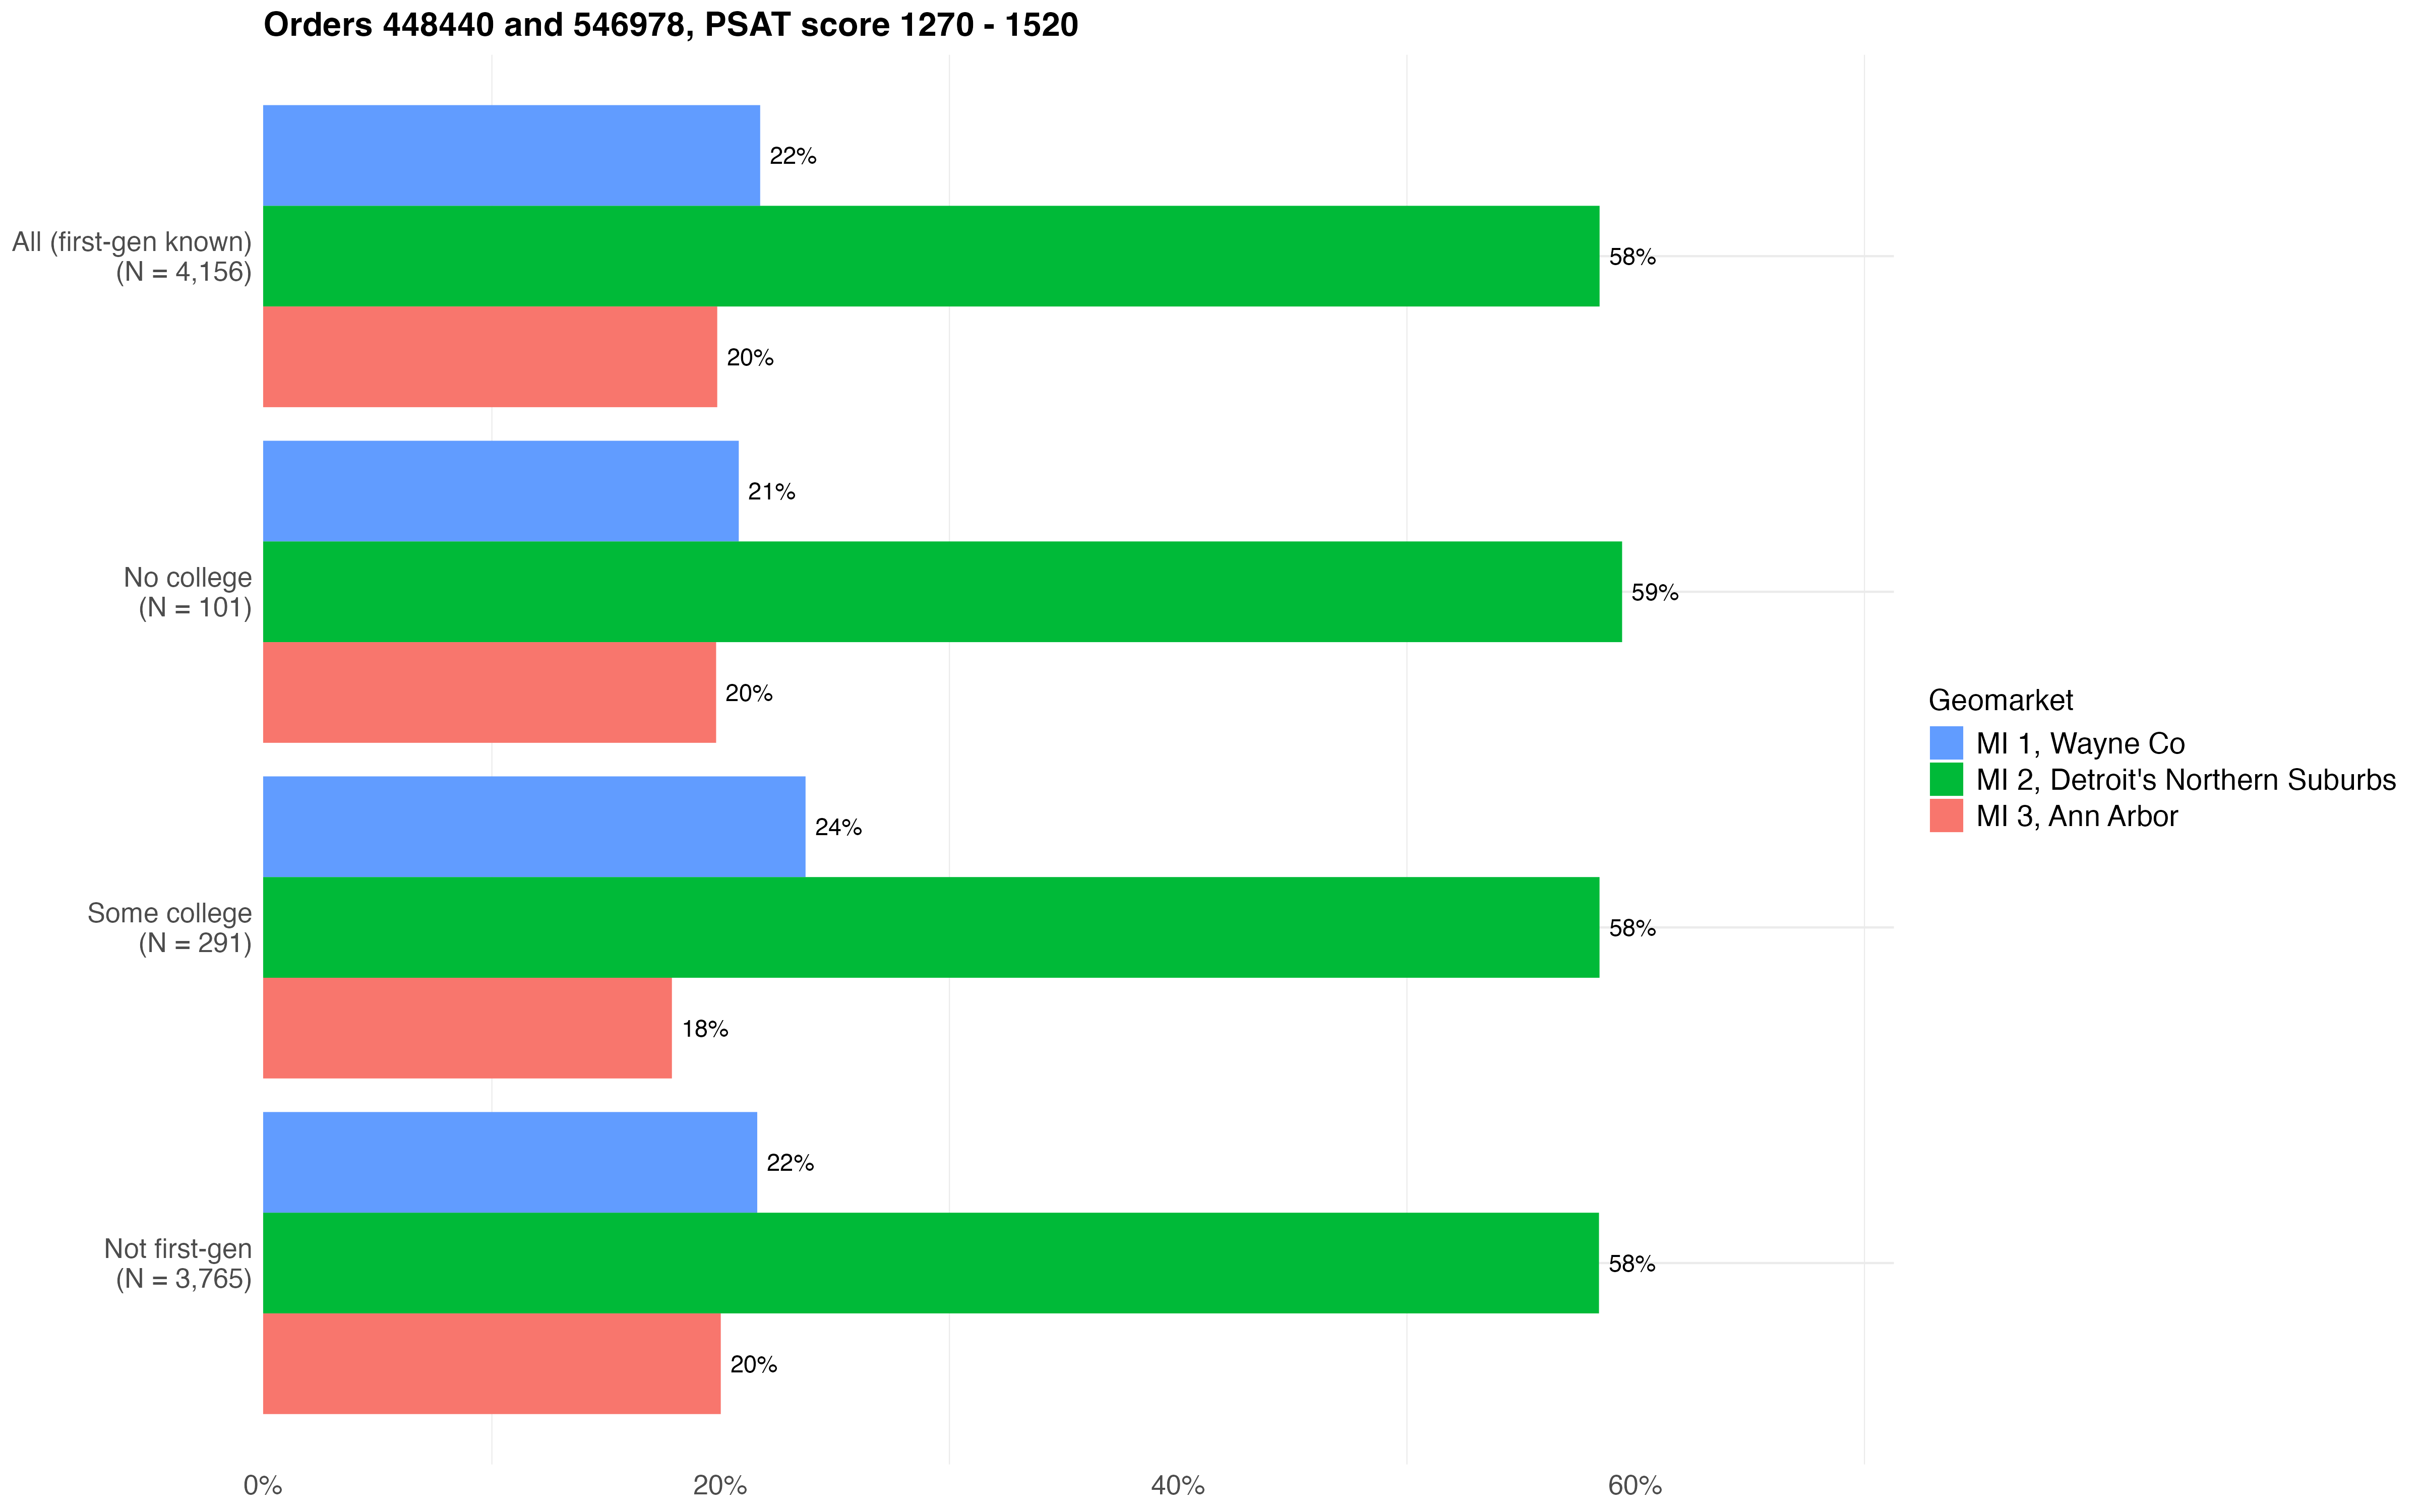 Orders 448440 and 546978, PSAT score 1270 - 1520
All (first-gen known)
(N = 4,156)
22%
58%
20%
No college
(N = 101)
21%
59%
20%
Some college
(N = 291)
24%
58%
18%
Not first-gen
(N = 3,765)
22%
58%
20%
0%
20%
40%
60%
Geomarket
MI 1, Wayne Co
MI 2, Detroit's Northern Suburbs
MI 3, Ann Arbor